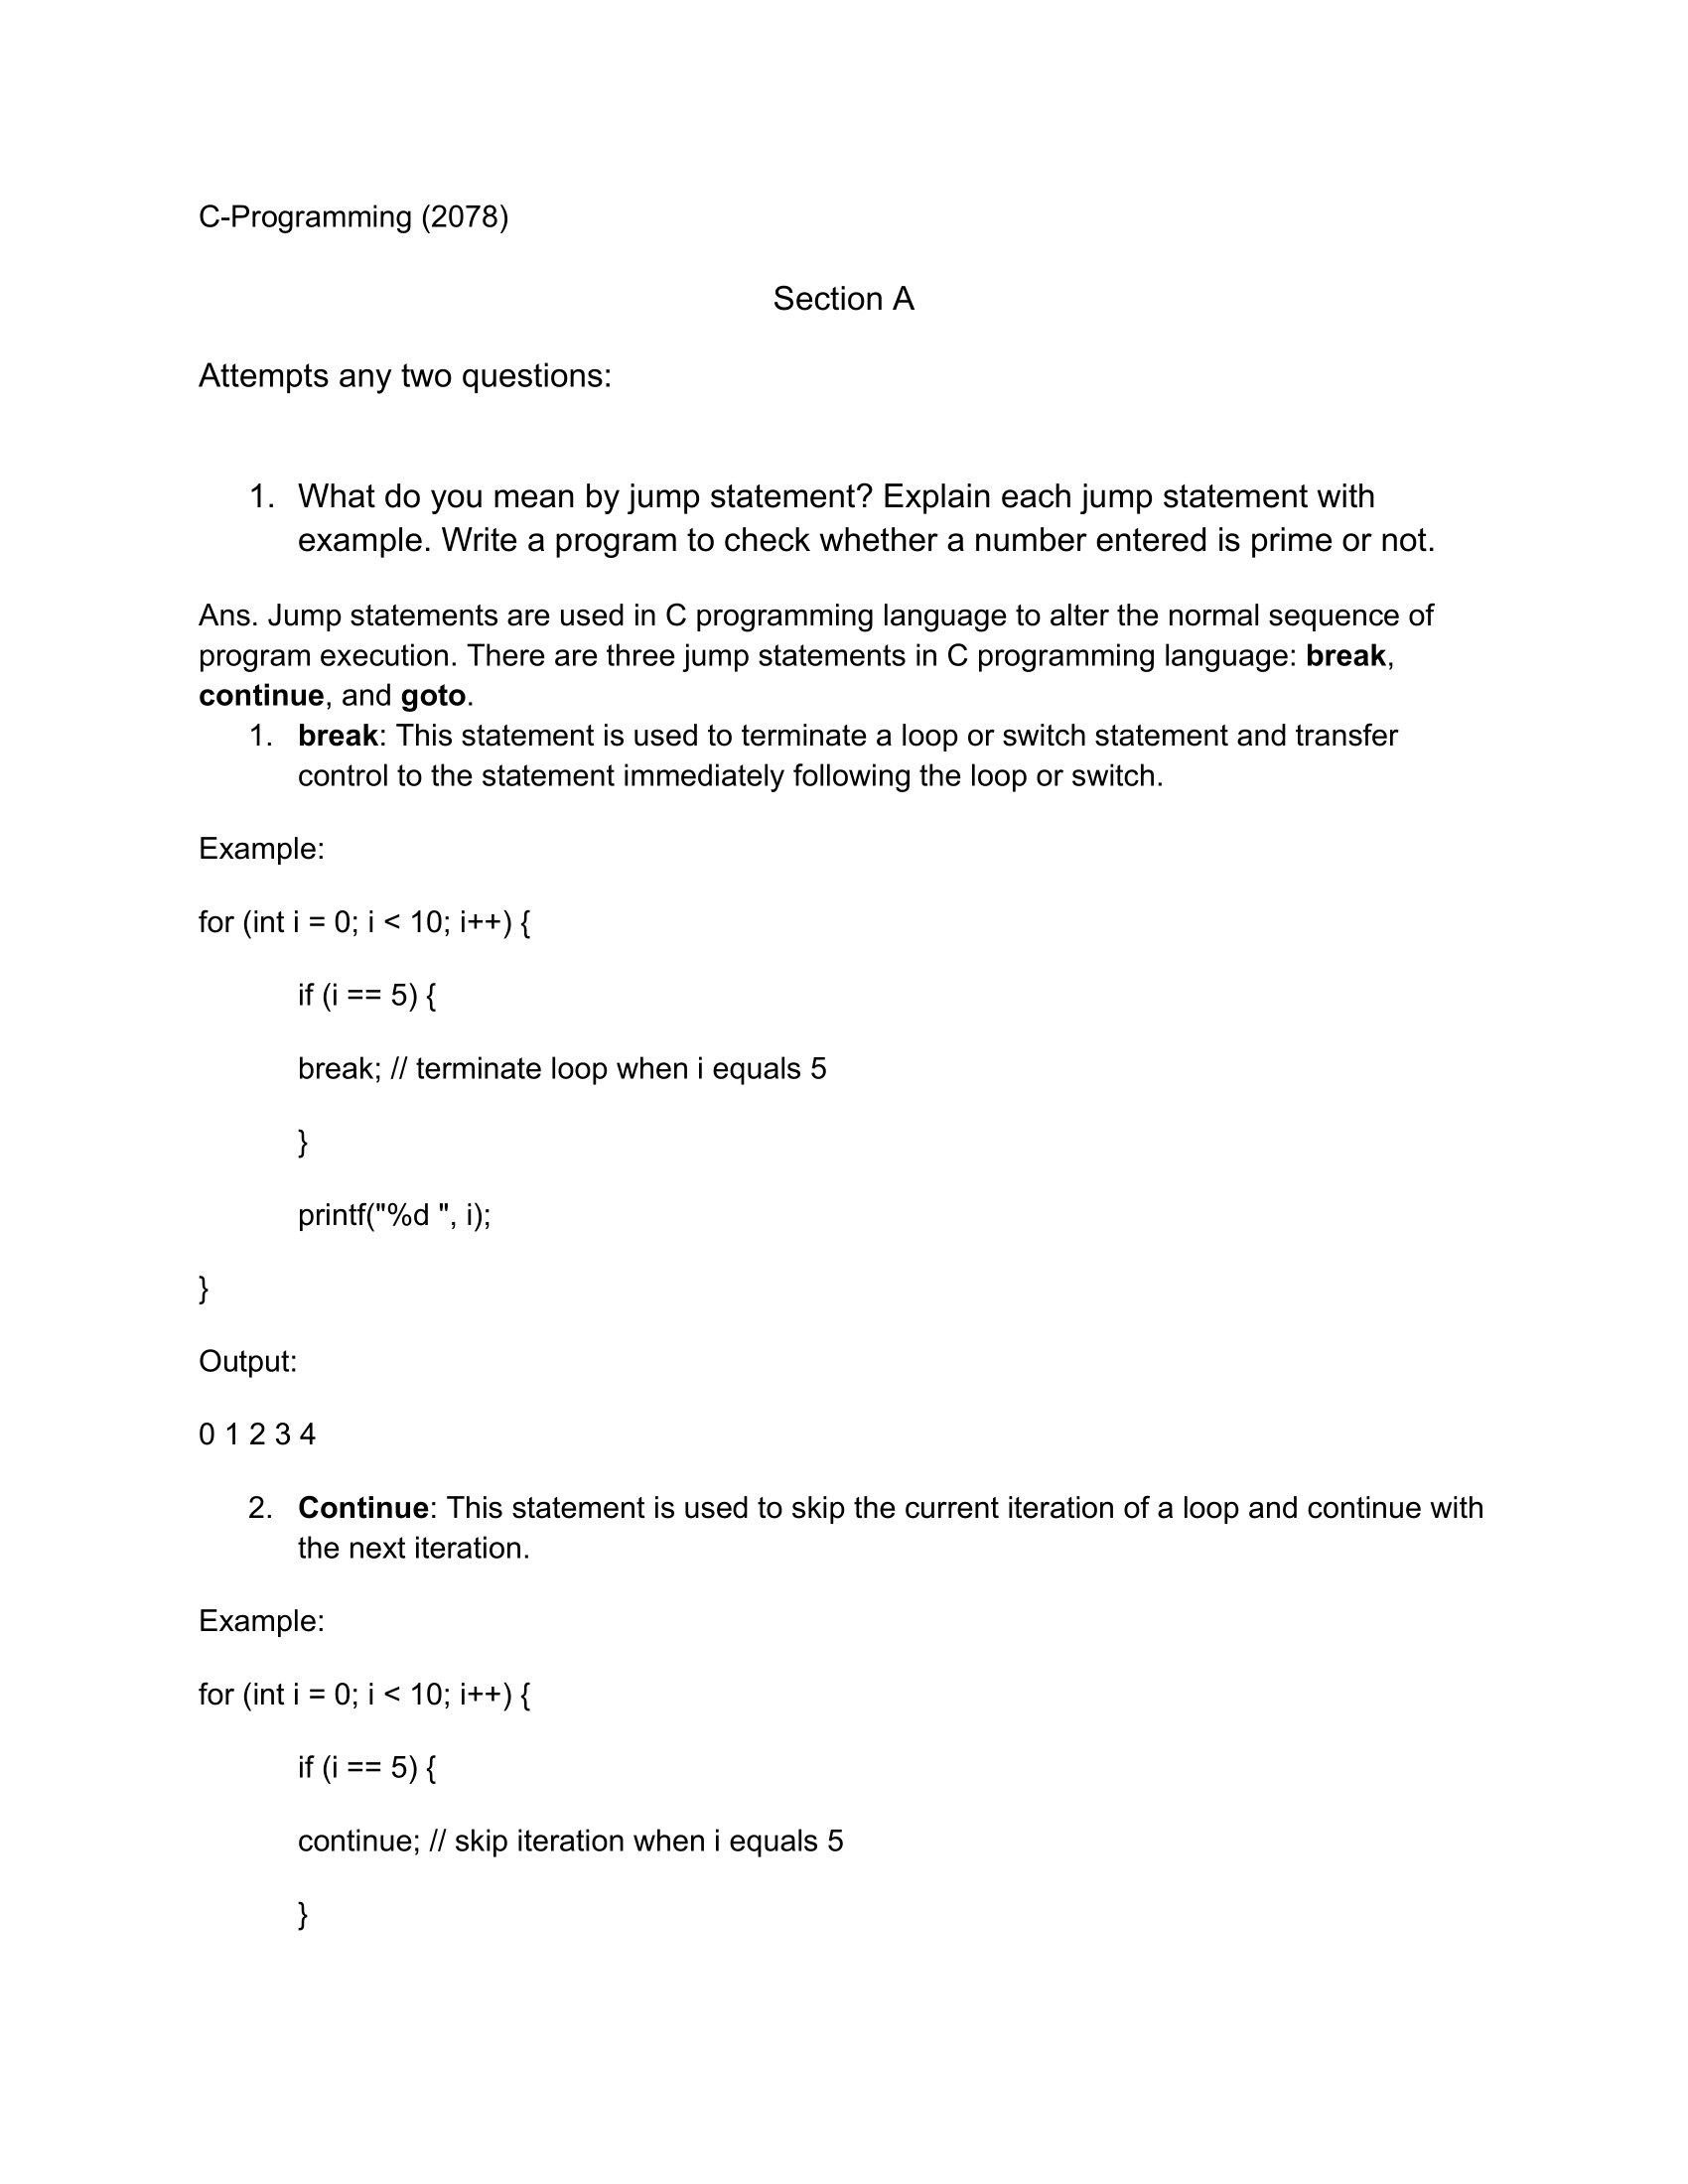 C-Programming (2078)
Section A
Attempts any two questions:
1. What do you mean by jump statement? Explain each jump statement with
example. Write a program to check whether a number entered is prime or not.
Ans. Jump statements are used in C programming language to alter the normal sequence of
program execution. There are three jump statements in C programming language: break,
continue, and goto.
1. break: This statement is used to terminate a loop or switch statement and transfer
control to the statement immediately following the loop or switch.
Example:
for (int i = 0; i < 10; i++) {
if (i == 5) {
break; // terminate loop when i equals 5
}
printf("%d ", i);
}
Output:
0 1 2 3 4
2. Continue: This statement is used to skip the current iteration of a loop and continue with
the next iteration.
Example:
for (int i = 0; i < 10; i++) {
if (i == 5) {
continue; // skip iteration when i equals 5
}